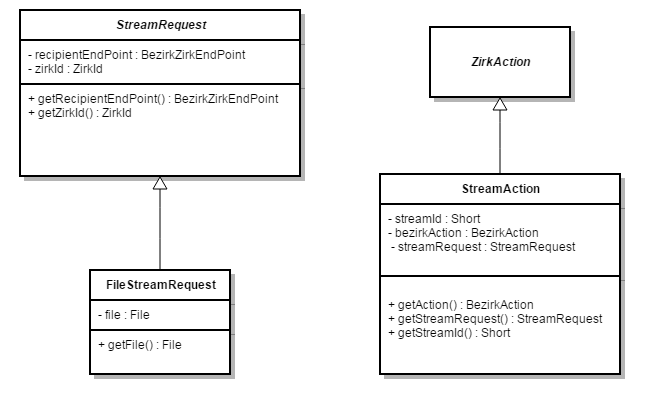 StreamRequest
- recipientEndPoint : BezirkZirkEndPoint
- zirkId : ZirkId
+ getRecipientEndPoint() : BezirkZirkEndPoint
+ getZirkId() : ZirkId
FileStreamRequest
- file : File
+ getFile() : File
ZirkAction
StreamAction
- streamId : Short
- bezirkAction : BezirkAction
- streamRequest : StreamRequest
+ getAction() : BezirkAction
+ getStreamRequest() : StreamRequest
+ getStreamId() : Short